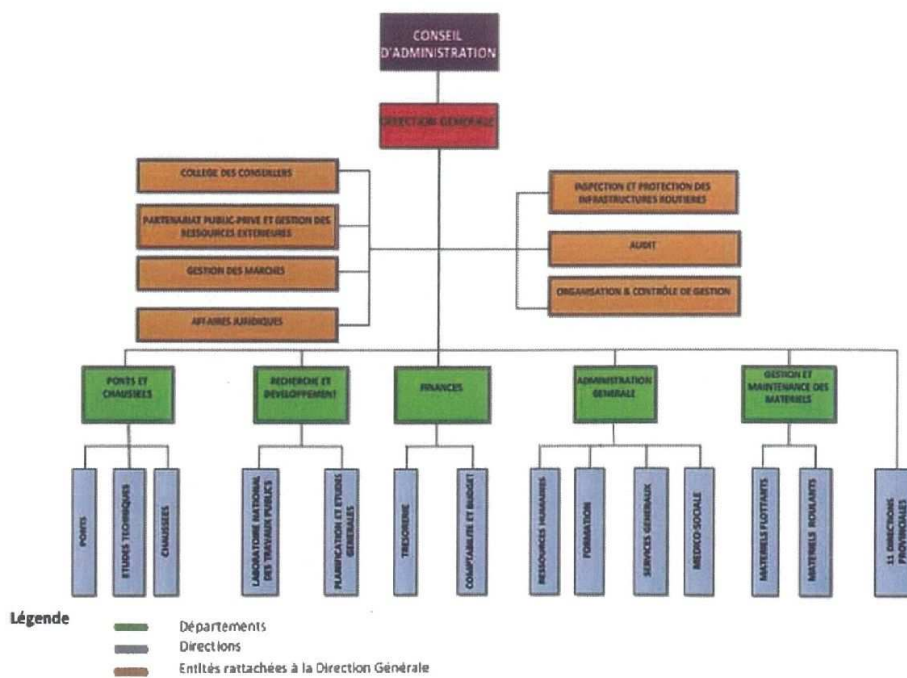 CONSEIL
D'ADMINISTRATION
DIRECTION GENERALE
COLLEGE DES CONSEILLERS
PARTENARIAT PUBLIC-PRIVE ET GESTION DES
RESSOURCES EXTERIEURES
GESTION DES MARCHES
AFFAIRES JURIDIQUES
INSPECTION ET PROTECTION DES
INFRASTRUCTURES ROUTIERES
AUDIT
ORGANISATION & CONTRÔLE DE GESTION
PONTS ET
CHAUSSEES
RECHERCHE ET
DEVELOPPEMENT
FINANCES
ADMINISTRATION
GENERALE
GESTION ET
MAINTENANCE DES
MATERIELS
PONTS
ETUDES TECHNIQUES
CHAUSSEES
LABORATOIRE NATIONAL
DES TRAVAUX PUBLICS
PLANIFICATION ET ETUDES
GENERALES
TRESORERIE
COMPTABILITE ET BUDGET
RESSOURCES HUMAINES
FORMATION
SERVICES GENERAUX
MEDICO-SOCIALE
MATERIELS FLOTTANTS
MATERIELS ROULANTS
11 DIRECTIONS
PROVINCIALES
Légende
Départements
Directions
Entités rattachées à la Direction Générale